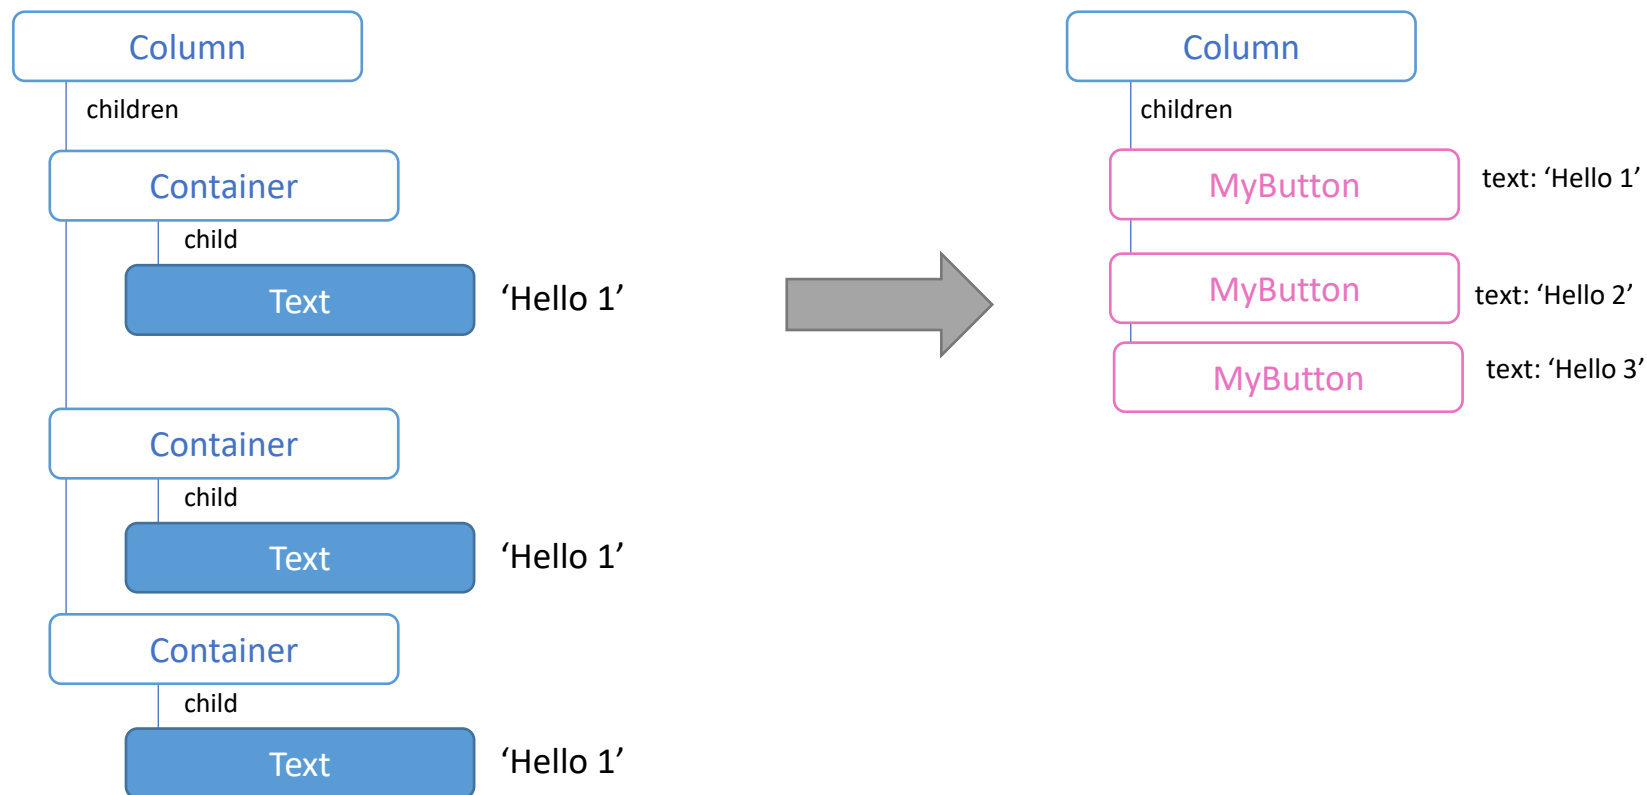 Column
children
Container
child
Text
‘Hello 1’
Container
child
Text
‘Hello 1’
Container
child
Text
‘Hello 1’
Column
children
MyButton
text: ‘Hello 1’
MyButton
text: ‘Hello 2’
MyButton
text: ‘Hello 3’